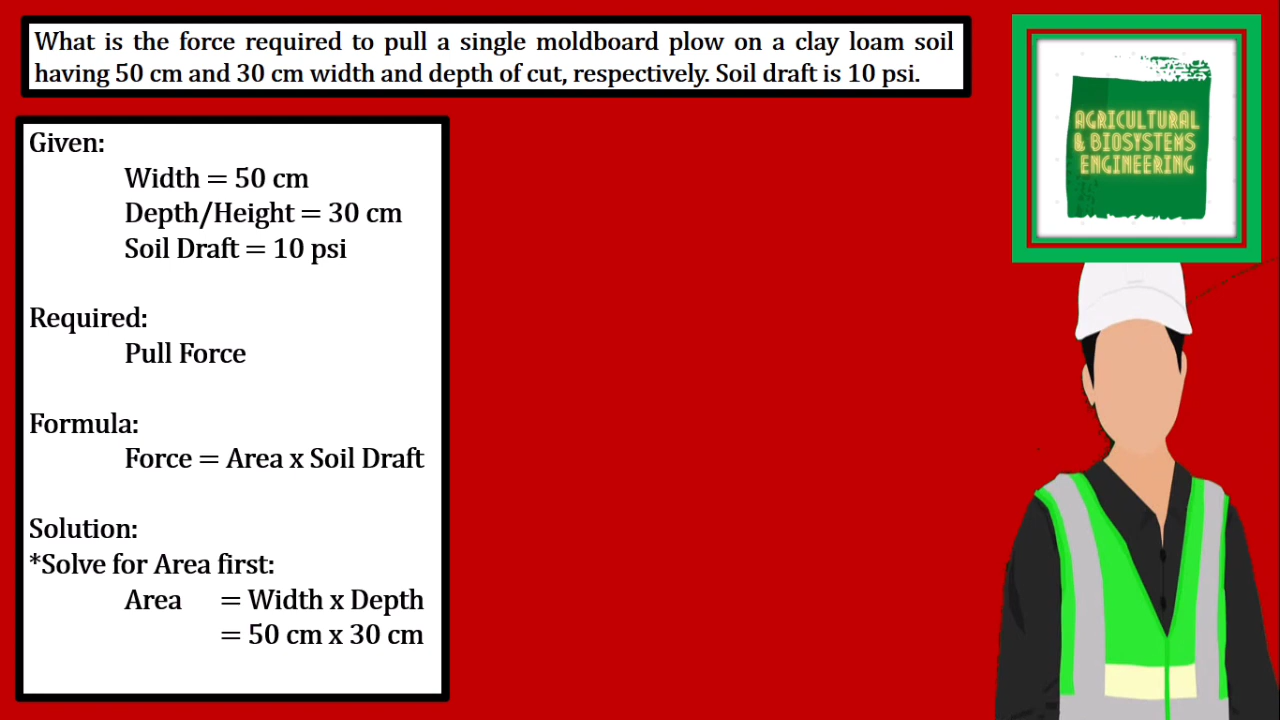 What is the force required to pull a single moldboard plow on a clay loam soil
having 50 cm and 30 cm width and depth of cut, respectively. Soil draft is 10 psi.
AGRICULTURAL
& BIOSYSTEMS
ENGINEERING
Given:
Width = 50 cm
Depth/Height = 30 cm
Soil Draft = 10 psi
Required:
Pull Force
Formula:
Force = Area x Soil Draft
Solution:
*Solve for Area first:
Area = Width x Depth
= 50 cm x 30 cm